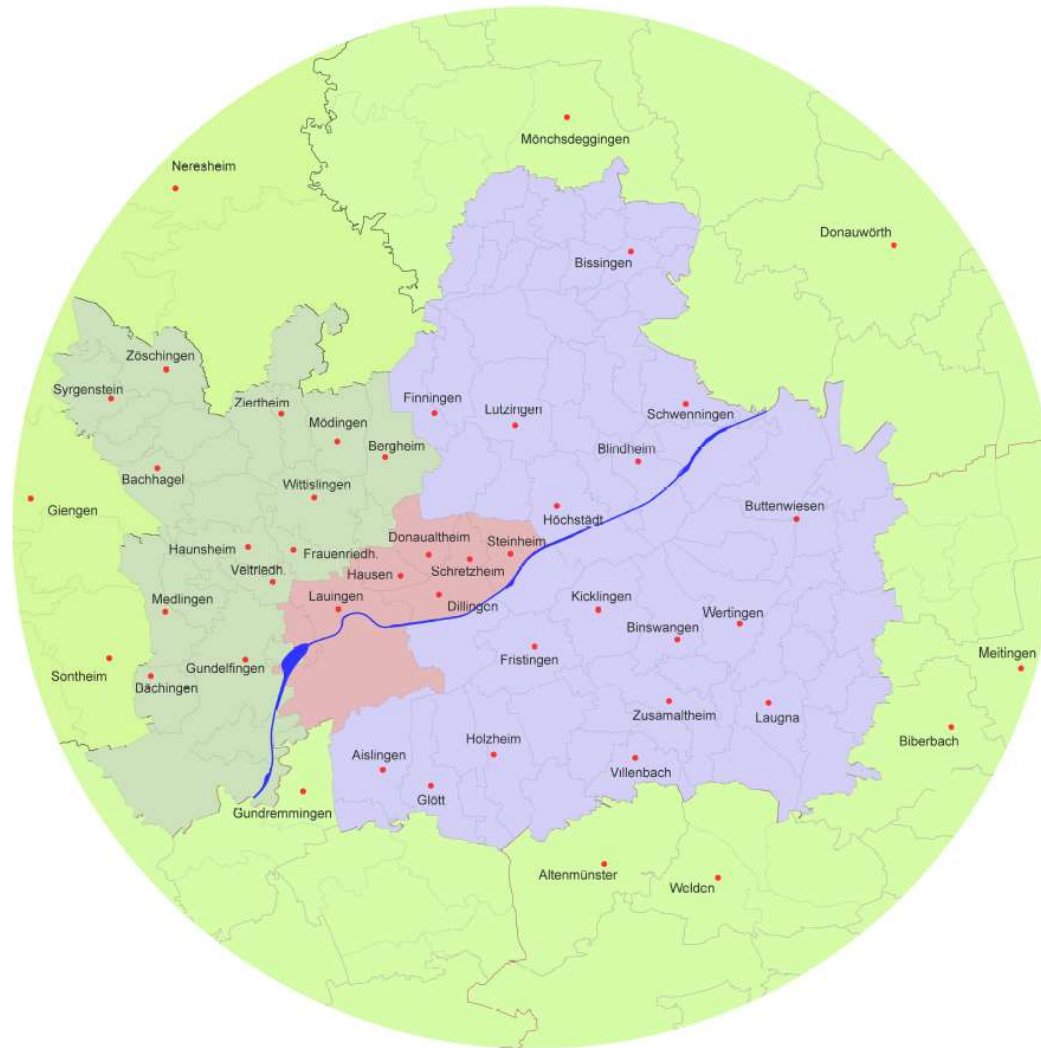 Mönchsdeggingen
Neresheim
Donauwörth
Bissingen
Zöschingen
Syrgenstein
Ziertheim
Finningen
Lutzingen
Schwenningen
Mödingen
Bergheim
Blindheim
Bachhagel
Wittislingen
Giengen
Höchstädt
Buttenwiesen
Donaualtheim
Steinheim
Haunsheim
Frauenriedh.
Veitriedh.
Hausen
Schretzheim
Medlingen
Lauingen
Dillingen
Kicklingen
Wertingen
Binswangen
Gundelfingen
Fristingen
Meitingen
Sontheim
Dächingen
Zusamaltheim
Laugna
Biberbach
Holzheim
Aislingen
Villenbach
Glött
Gundremmingen
Altenmünster
Welden